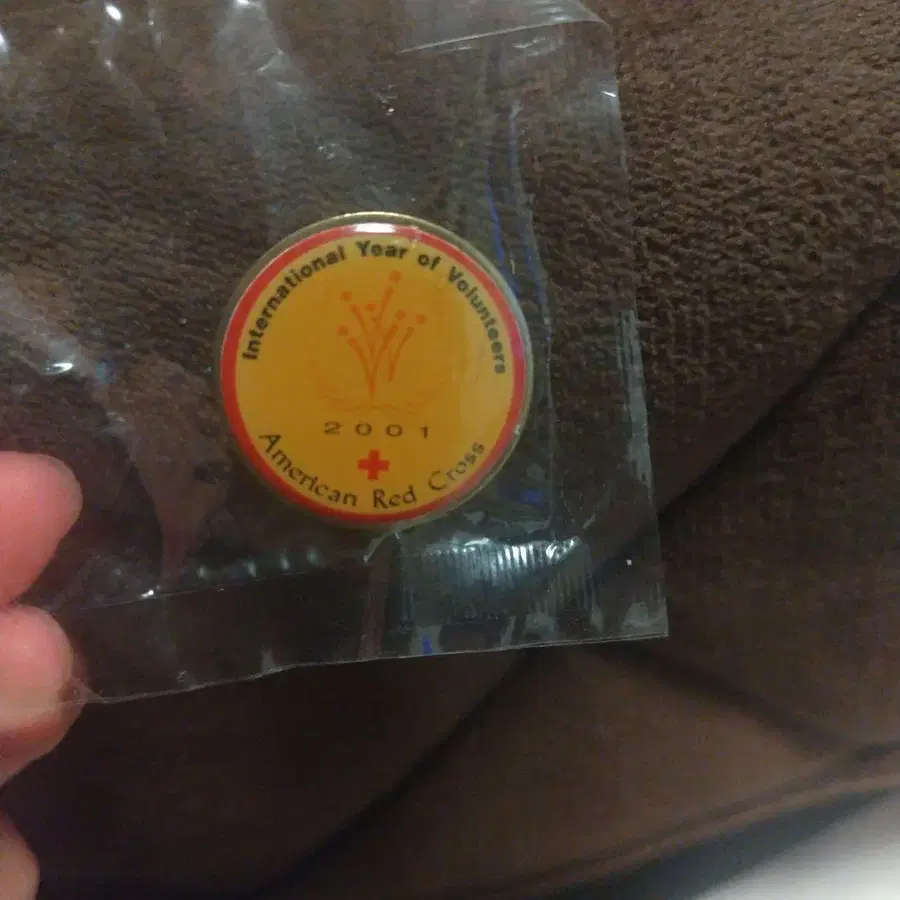 International Year of Volunteers
2001
American Red Cross